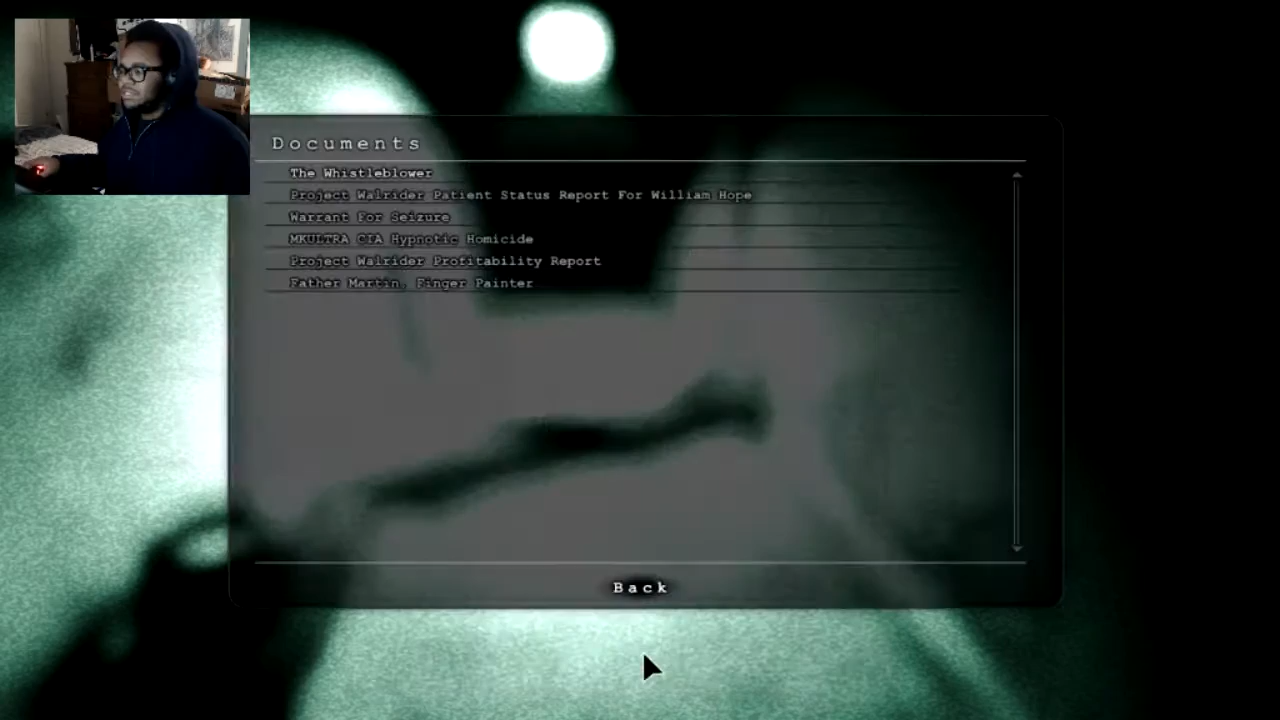 Documents
The Whistleblower
Project Walrider Patient Status Report For William Hope
Warrant For Seizure
MKULTRA CIA Hypnotic Homicide
Project Walrider Profitability Report
Father Martin, Finger Painter
Back